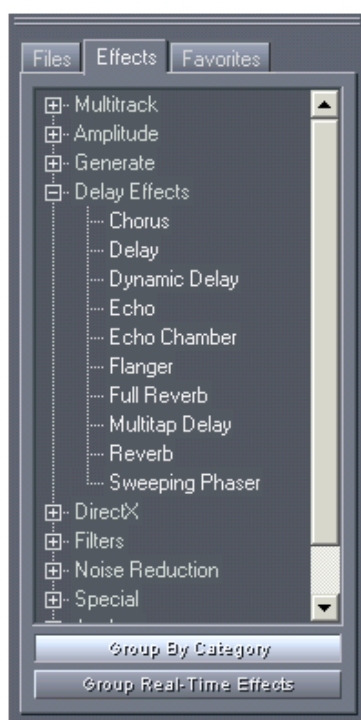 Files Effects Favorites
Multitrack
Amplitude
Generate
Delay Effects
Chorus
Delay
Dynamic Delay
Echo
Echo Chamber
Flanger
Full Reverb
Multitap Delay
Reverb
Sweeping Phaser
DirectX
Filters
Noise Reduction
Special
Group By Category
Group Real-Time Effects